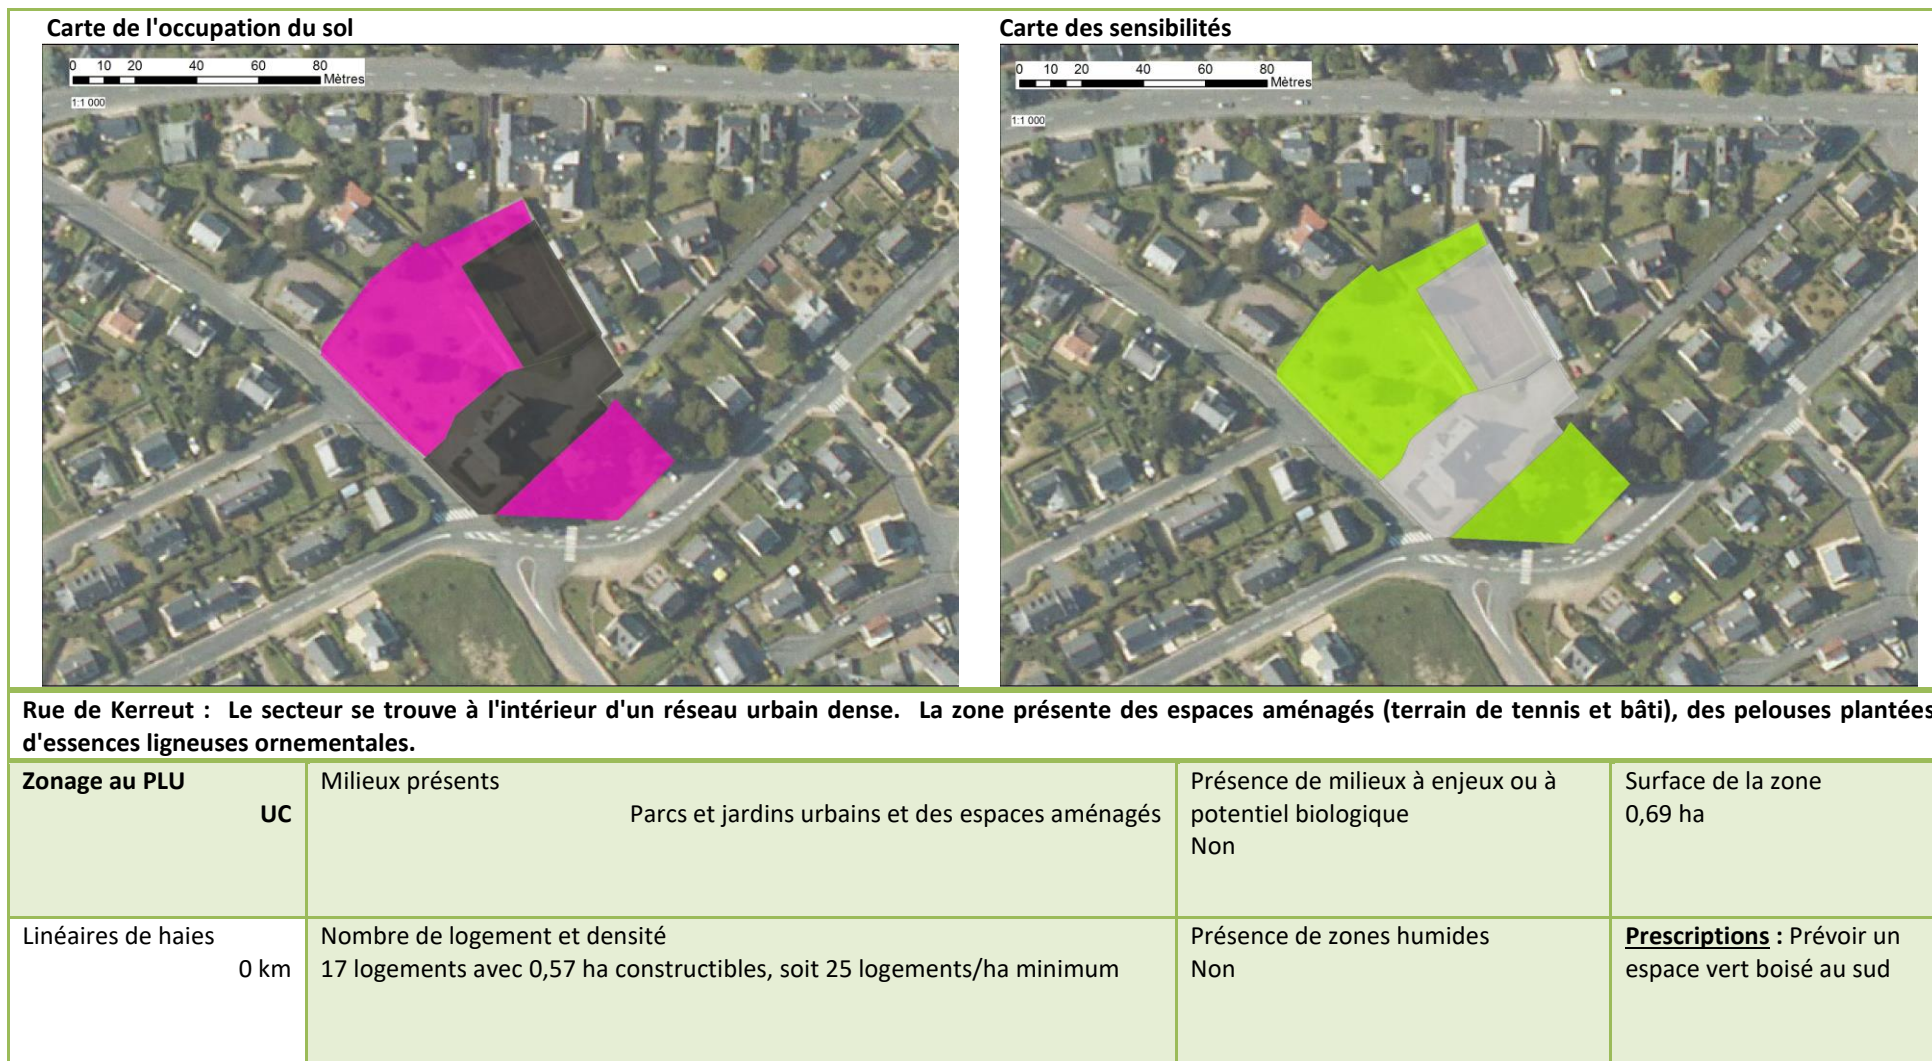 Carte de l'occupation du sol
0 10 20 40 60 80
Mètres
1:1 000
Carte des sensibilités
0 10 20 40 60 80
Mètres
1:1 000
Rue de Kerreut : Le secteur se trouve à l'intérieur d'un réseau urbain dense. La zone présente des espaces aménagés (terrain de tennis et bâti), des pelouses plantées
d'essences ligneuses ornementales.
Zonage au PLU
UC
Milieux présents
Parcs et jardins urbains et des espaces aménagés
Présence de milieux à enjeux ou à
potentiel biologique
Non
Surface de la zone
0,69 ha
Linéaires de haies
0 km
Nombre de logement et densité
17 logements avec 0,57 ha constructibles, soit 25 logements/ha minimum
Présence de zones humides
Non
Prescriptions : Prévoir un
espace vert boisé au sud